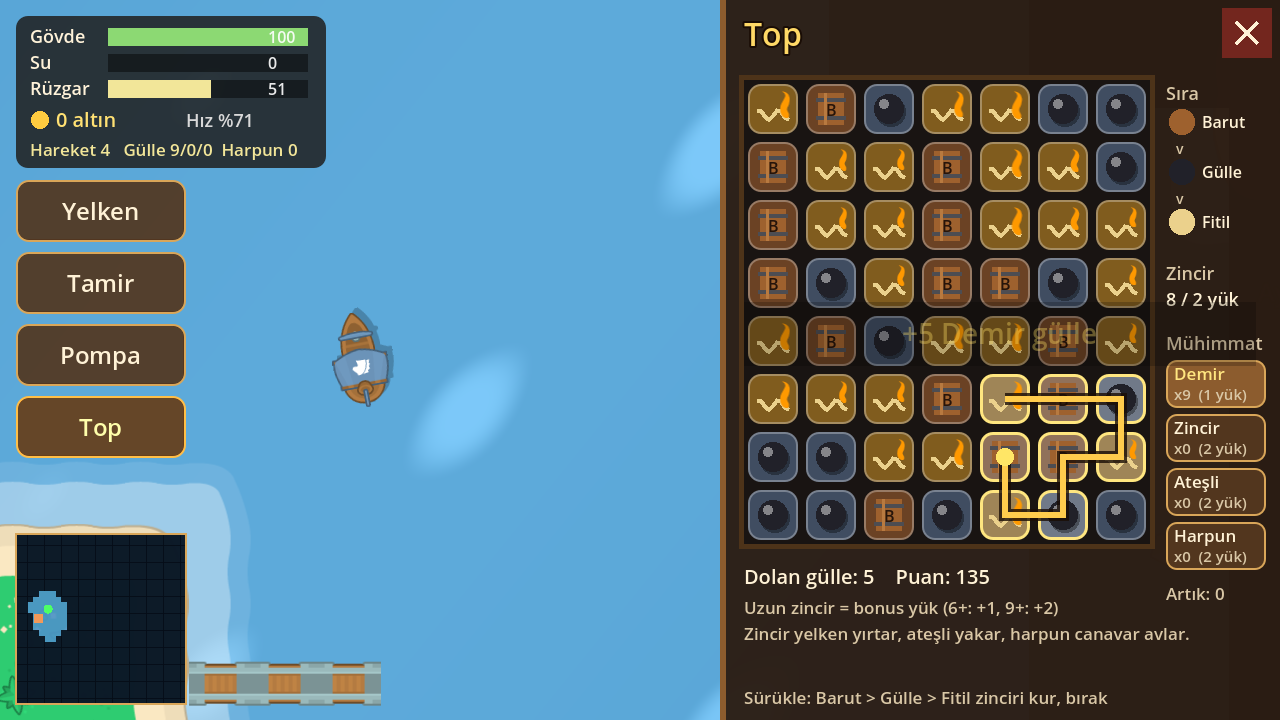 Gövde 100
Su 0
Rüzgar 51
0 altın Hız %71
Hareket 4 Gülle 9/0/0 Harpun 0
Yelken
Tamir
Pompa
Top
Top
B
B
B
B
B
B
B
B
B
B
B
+5 Demir gülle
Sıra
Barut
v
Gülle
v
Fitil
Zincir
8 / 2 yük
Mühimmat
Demir
x9 (1 yük)
Zincir
x0 (2 yük)
Ateşli
x0 (2 yük)
Harpun
x0 (2 yük)
Artık: 0
Dolan gülle: 5 Puan: 135
Uzun zincir = bonus yük (6+: +1, 9+: +2)
Zincir yelken yırtar, ateşli yakar, harpun canavar avlar.
Sürükle: Barut > Gülle > Fitil zinciri kur, bırak